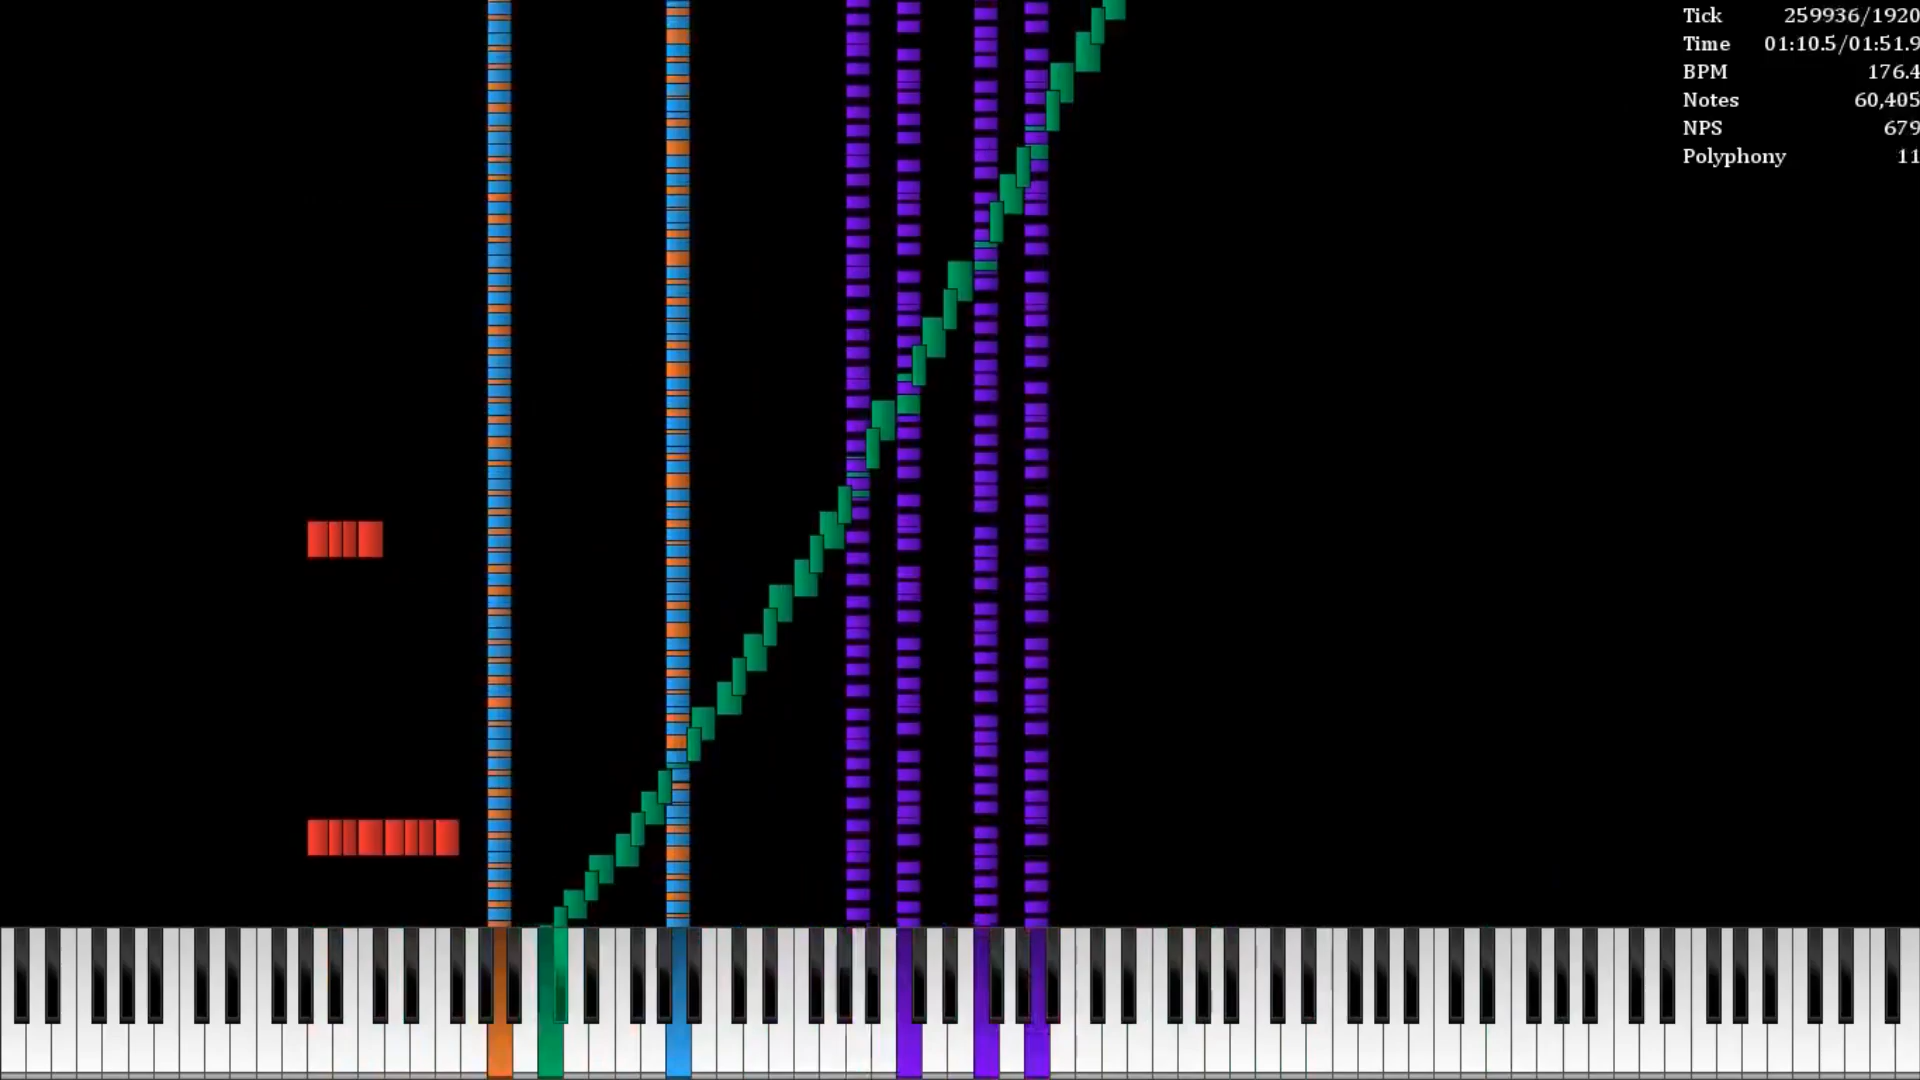 Tick 259936/1920
Time 01:10.5/01:51.9
BPM 176.4
Notes 60,405
NPS 679
Polyphony 11